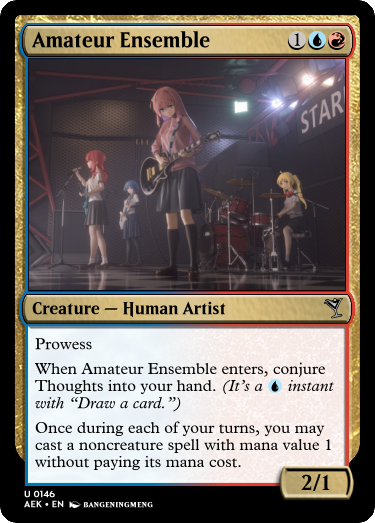 Amateur Ensemble 1
STAR
Creature — Human Artist
Prowess
When Amateur Ensemble enters, conjure
Thoughts into your hand. (It's a instant
with “Draw a card.”)
Once during each of your turns, you may
cast a noncreature spell with mana value 1
without paying its mana cost.
2/1
U 0146
AEK • EN BANGENINGMENG